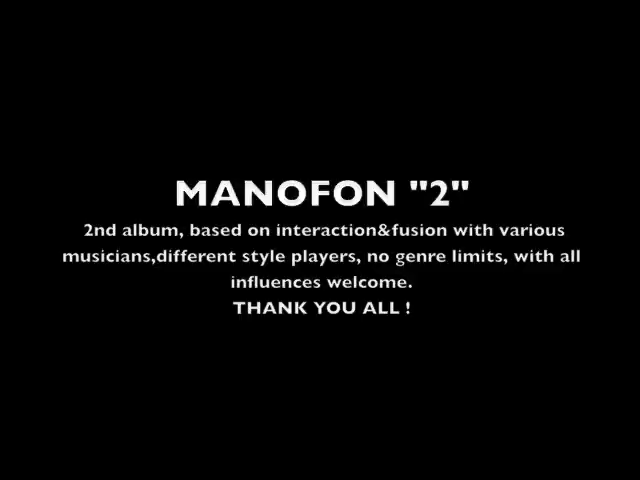 MANOFON "2"
2nd album, based on interaction&fusion with various
musicians,different style players, no genre limits, with all
influences welcome.
THANK YOU ALL !